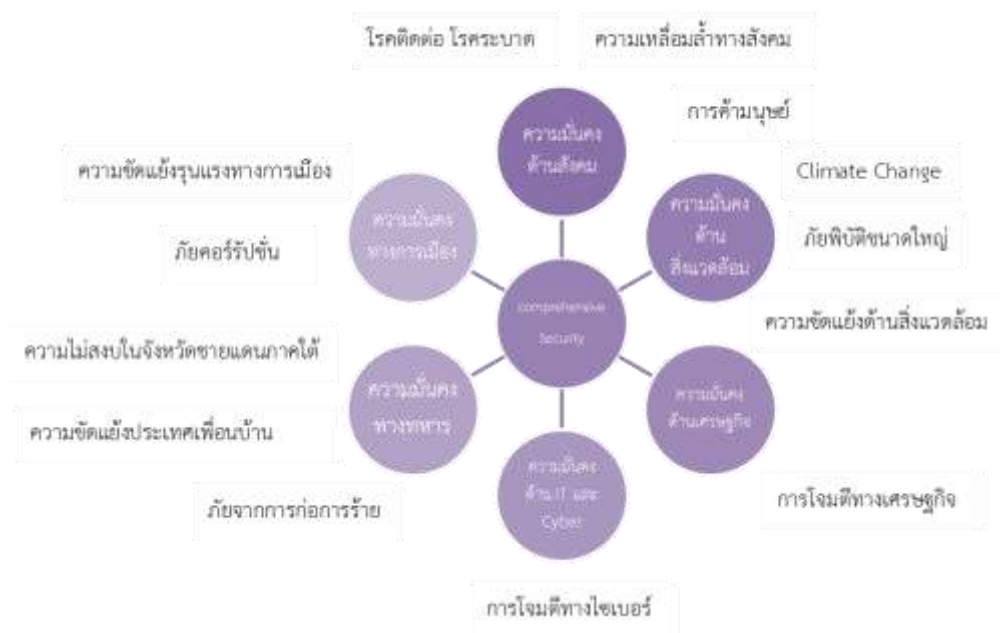 โรคติดต่อ โรคระบาด
ความเหลื่อมล้ำทางสังคม
การค้ามนุษย์
ความมั่นคง
ด้านสังคม
ความขัดแย้งรุนแรงทางการเมือง
Climate Change
ความมั่นคง
ทางการเมือง
ความมั่นคง
ด้าน
สิ่งแวดล้อม
ภัยคอร์รัปชั่น
ภัยพิบัติขนาดใหญ่
comprehensive
Security
ความขัดแย้งด้านสิ่งแวดล้อม
ความไม่สงบในจังหวัดชายแดนภาคใต้
ความมั่นคง
ทางทหาร
ความมั่นคง
ด้านเศรษฐกิจ
ความขัดแย้งประเทศเพื่อนบ้าน
ความมั่นคง
ด้าน IT และ
Cyber
ภัยจากการก่อการร้าย
การโจมตีทางเศรษฐกิจ
การโจมตีทางไซเบอร์